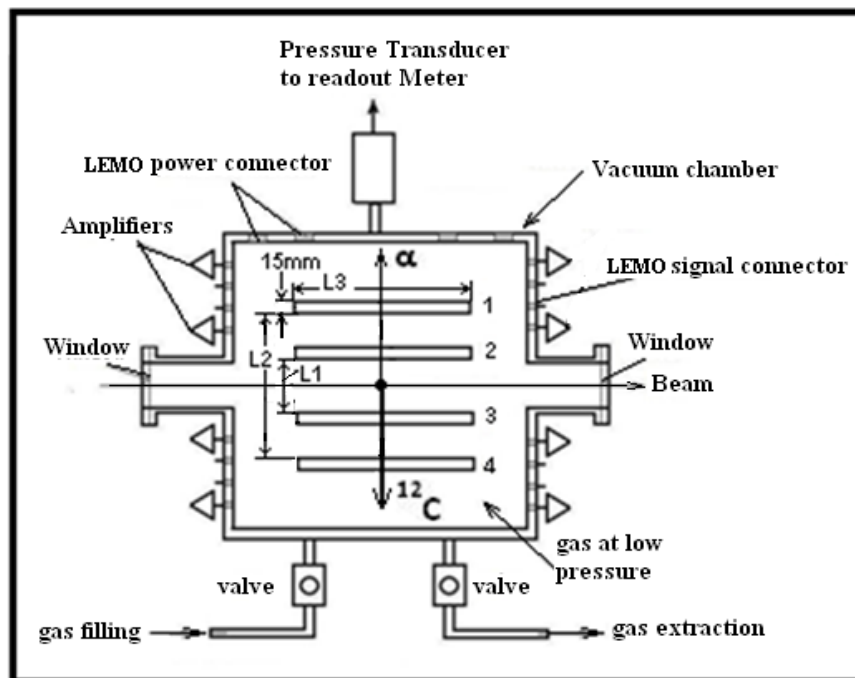 Pressure Transducer
to readout Meter
LEMO power connector
Vacuum chamber
Amplifiers
α
15mm
LEMO signal connector
L3
1
Window
2
Window
L2
L1
Beam
3
4
12C
gas at low
pressure
valve
valve
gas filling
gas extraction